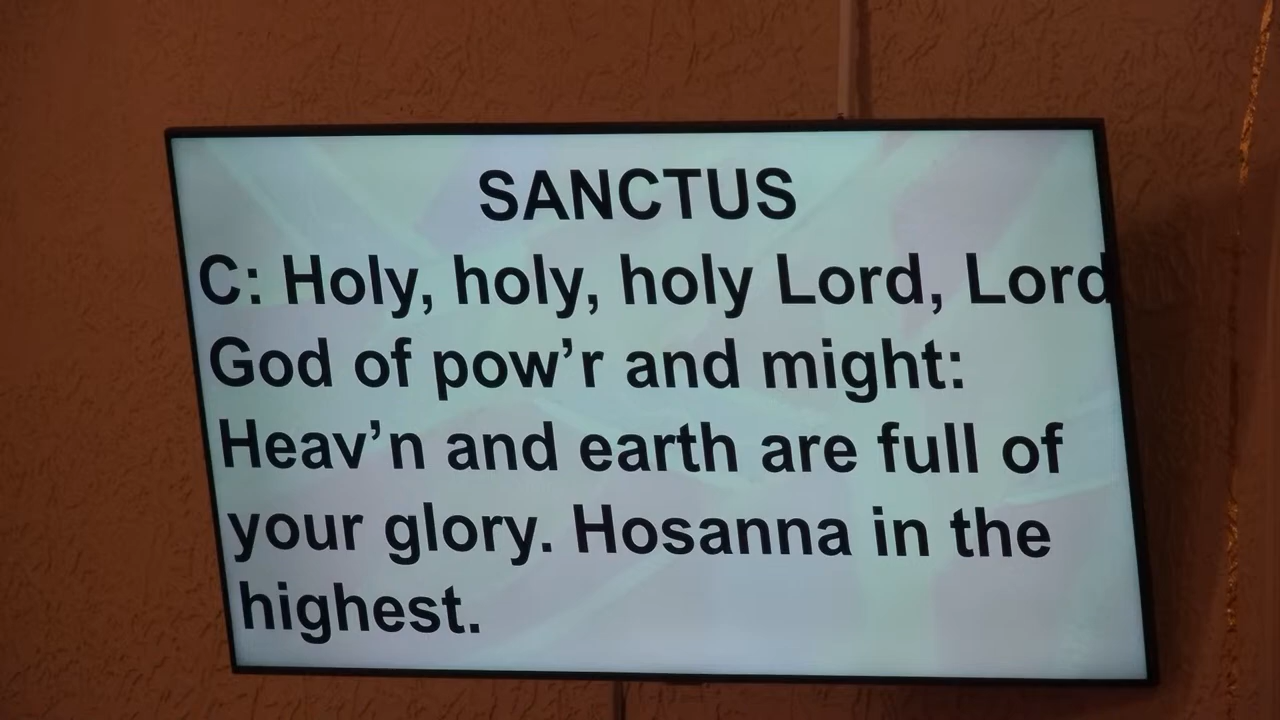 SANCTUS
C: Holy, holy, holy Lord, Lord
God of pow’r and might:
Heav’n and earth are full of
your glory. Hosanna in the
highest.